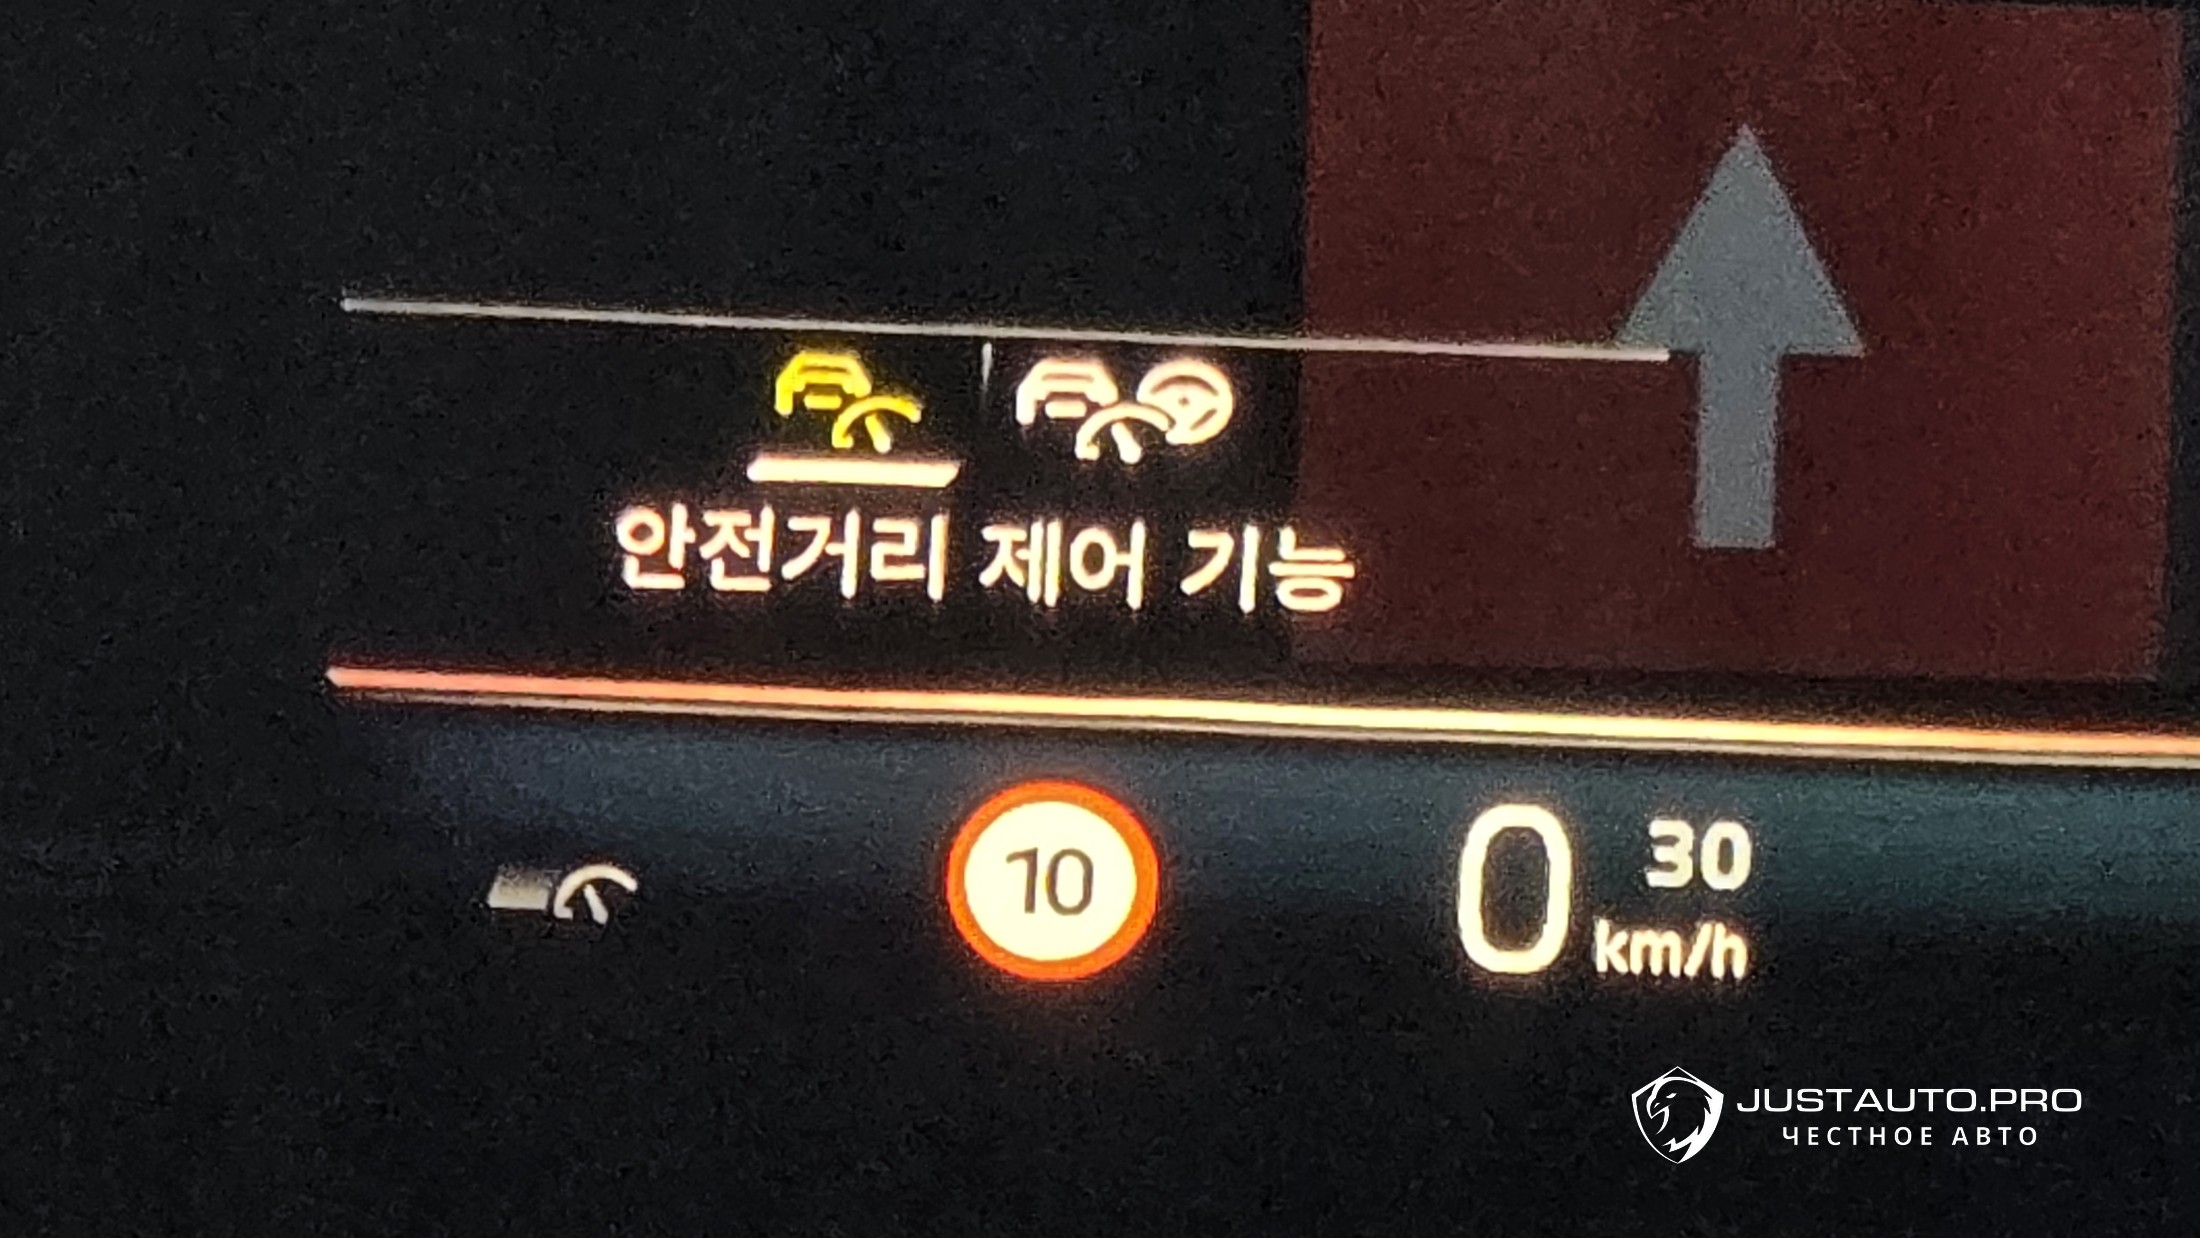 안전거리 제어 기능
10
0 30
km/h
JUSTAUTO.PRO
ЧЕСТНОЕ АВТО